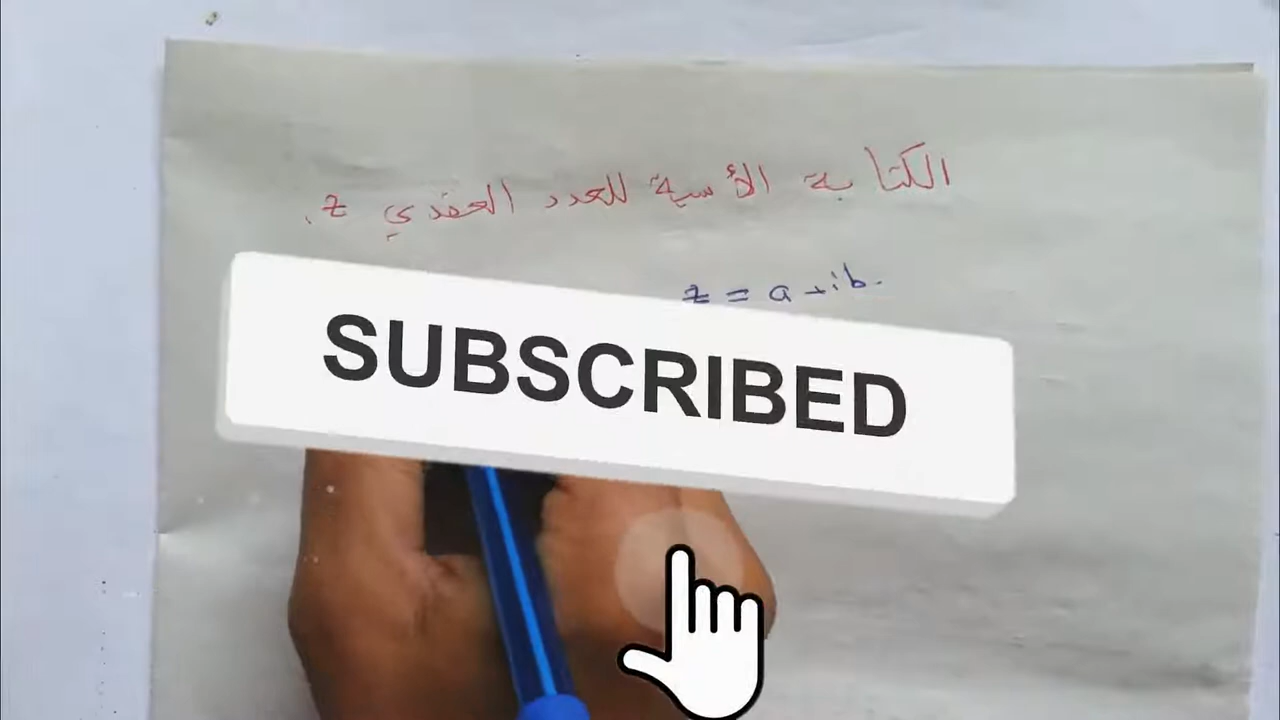 الكتابة الأسية للعدد العقدي z.
z = a + ib.
SUBSCRIBED